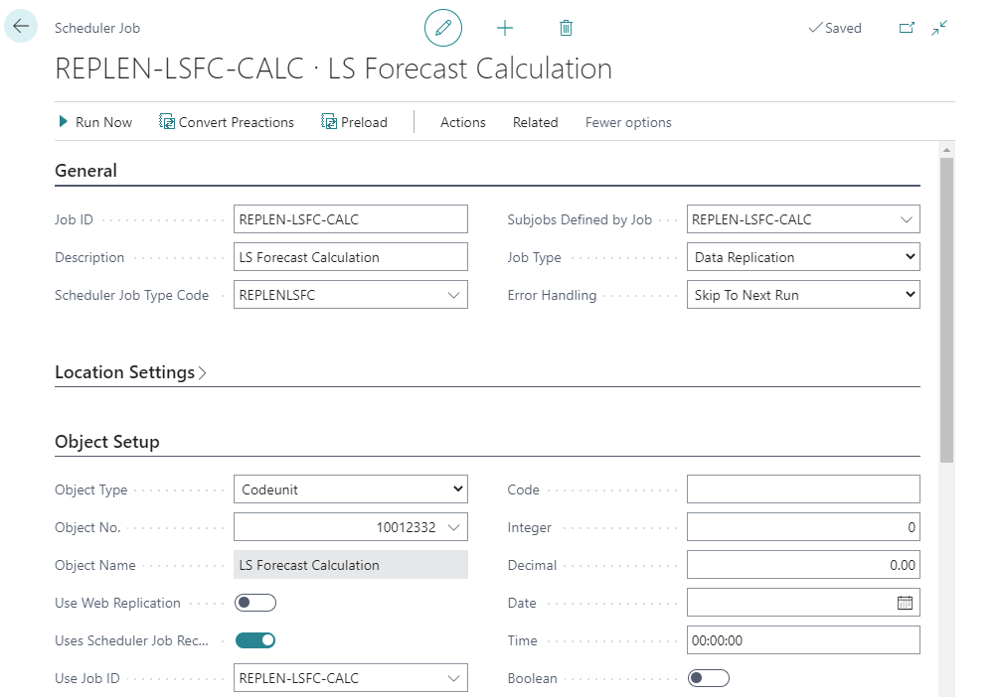 Scheduler Job
Saved
REPLEN-LSFC-CALC · LS Forecast Calculation
Run Now Convert Preactions Preload Actions Related Fewer options
General
Job ID REPLEN-LSFC-CALC Subjobs Defined by Job REPLEN-LSFC-CALC
Description LS Forecast Calculation Job Type Data Replication
Scheduler Job Type Code REPLENLSFC Error Handling Skip To Next Run
Location Settings
Object Setup
Object Type Codeunit Code
Object No. 10012332 Integer 0
Object Name LS Forecast Calculation Decimal 0.00
Use Web Replication Date
Uses Scheduler Job Rec... Time 00:00:00
Use Job ID REPLEN-LSFC-CALC Boolean